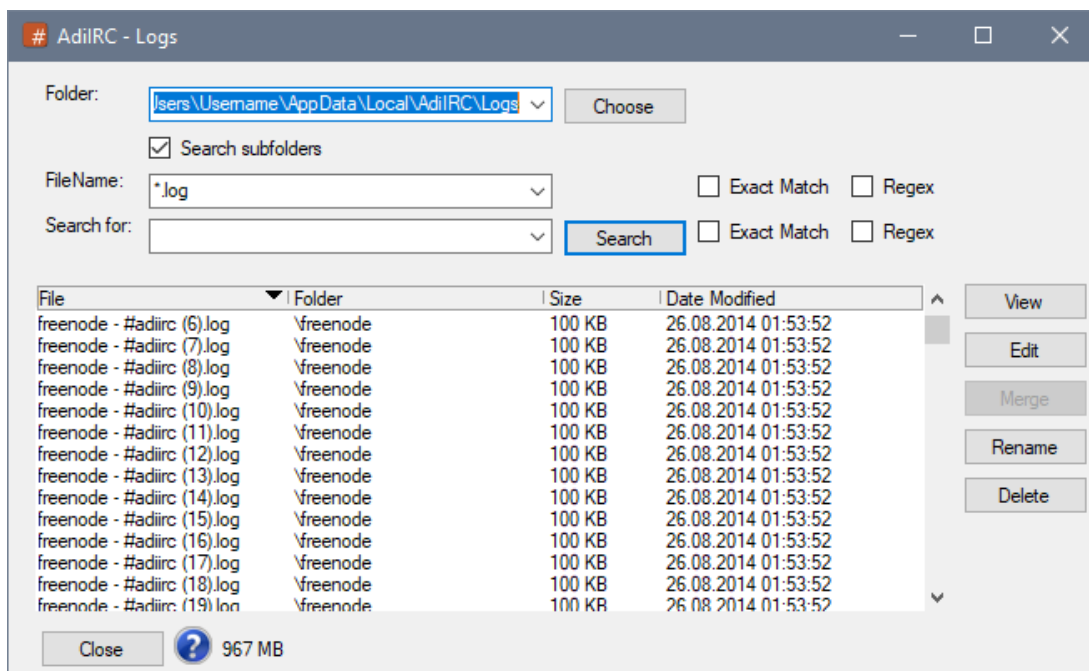 # AdiIRC - Logs
Folder: Jsers\Username\AppData\Local\AdiIRC\Logs Choose
Search subfolders
FileName: *.log Exact Match Regex
Search for: Search Exact Match Regex
File Folder Size Date Modified View
freenode - #adiirc (6).log \freenode 100 KB 26.08.2014 01:53:52
freenode - #adiirc (7).log \freenode 100 KB 26.08.2014 01:53:52 Edit
freenode - #adiirc (8).log \freenode 100 KB 26.08.2014 01:53:52
freenode - #adiirc (9).log \freenode 100 KB 26.08.2014 01:53:52
freenode - #adiirc (10).log \freenode 100 KB 26.08.2014 01:53:52 Merge
freenode - #adiirc (11).log \freenode 100 KB 26.08.2014 01:53:52
freenode - #adiirc (12).log \freenode 100 KB 26.08.2014 01:53:52 Rename
freenode - #adiirc (13).log \freenode 100 KB 26.08.2014 01:53:52
freenode - #adiirc (14).log \freenode 100 KB 26.08.2014 01:53:52 Delete
freenode - #adiirc (15).log \freenode 100 KB 26.08.2014 01:53:52
freenode - #adiirc (16).log \freenode 100 KB 26.08.2014 01:53:52
freenode - #adiirc (17).log \freenode 100 KB 26.08.2014 01:53:52
freenode - #adiirc (18).log \freenode 100 KB 26.08.2014 01:53:52
freenode - #adiirc (19).log \freenode 100 KB 26.08.2014 01:53:52
Close ? 967 MB